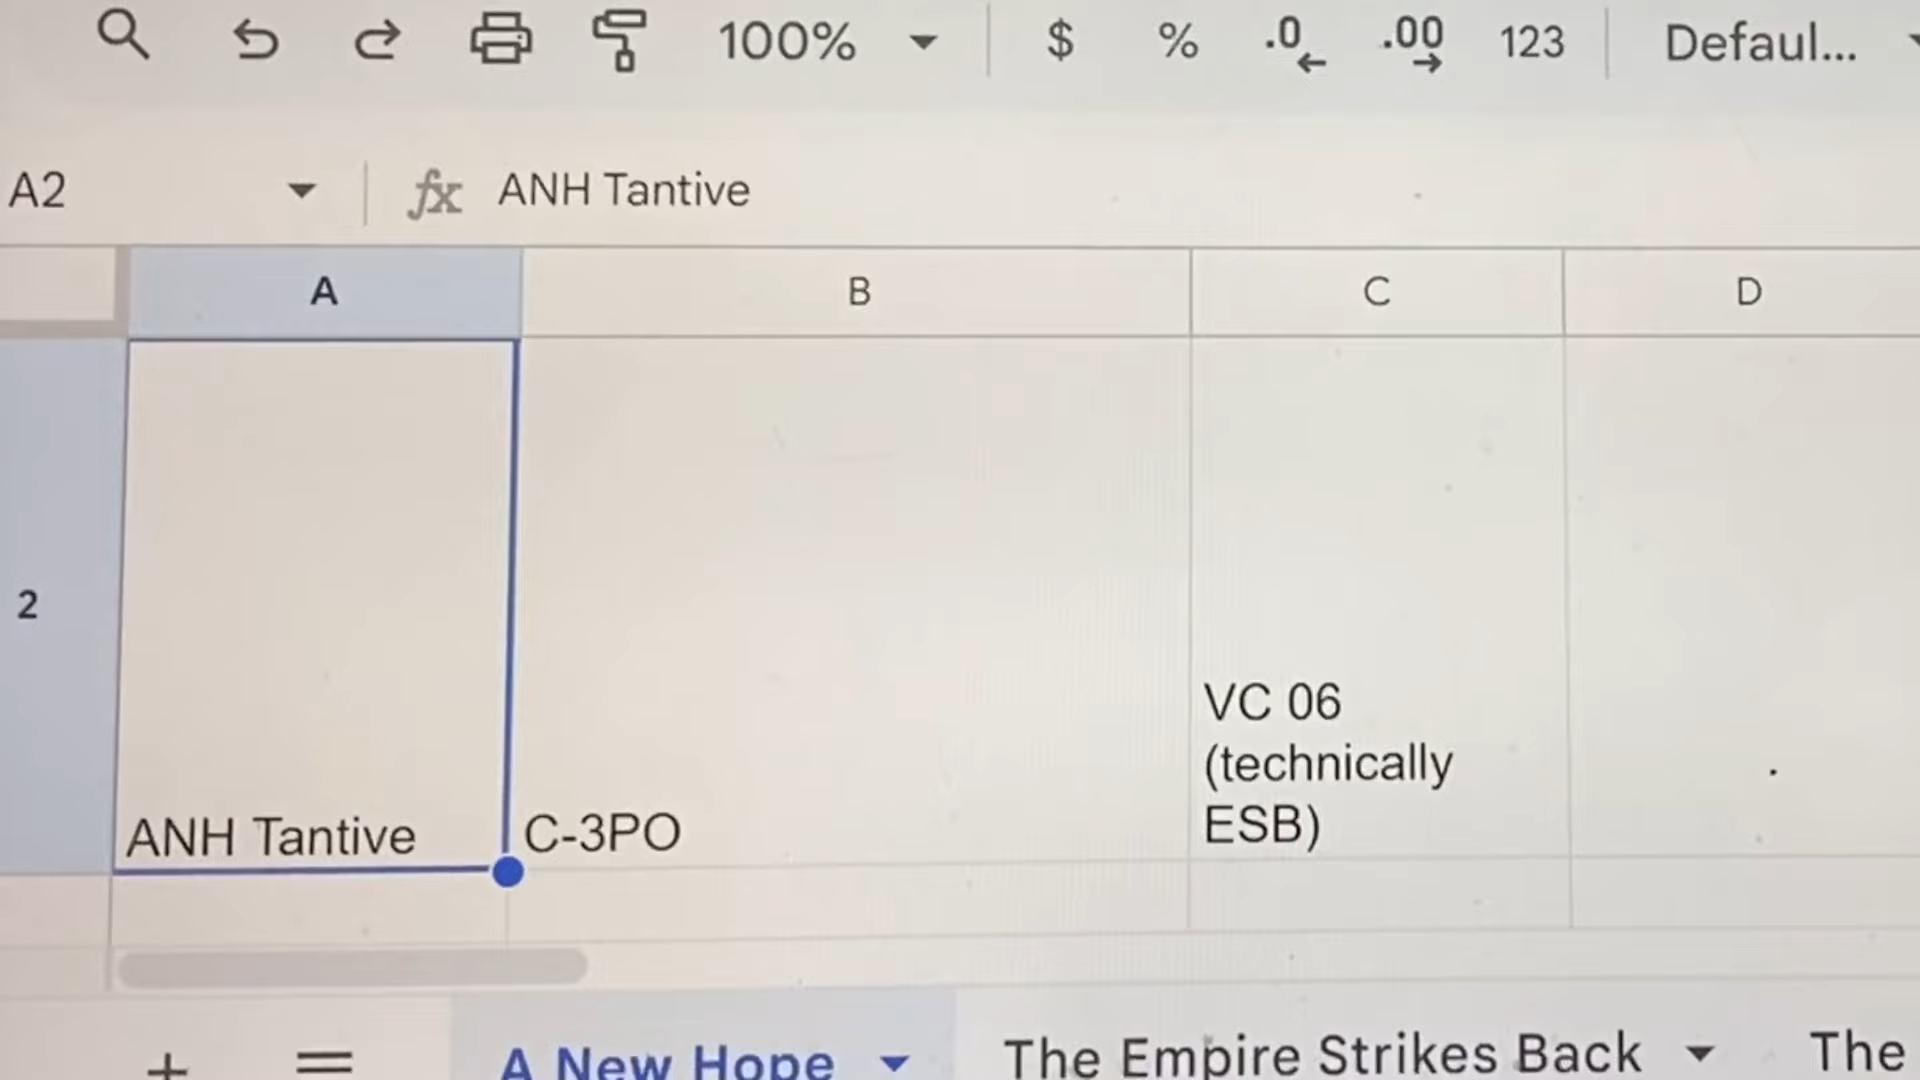 100% $ % .0 .00 123 Defaul...
A2 fx ANH Tantive
A B C D
2
ANH Tantive
C-3PO
VC 06
(technically
ESB)
+ A New Hope The Empire Strikes Back The